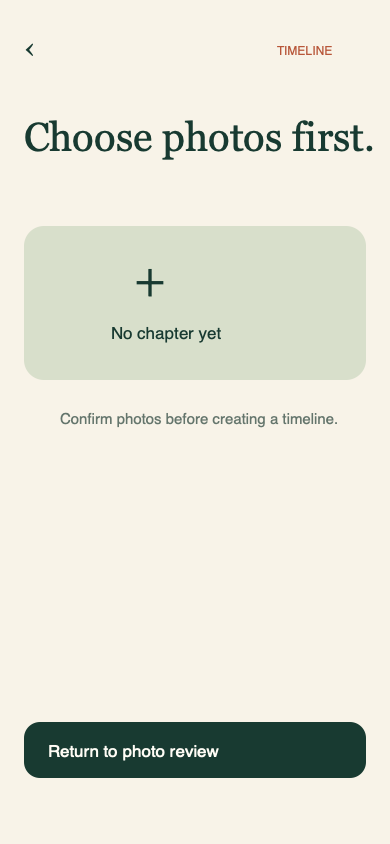 TIMELINE
Choose photos first.
No chapter yet
Confirm photos before creating a timeline.
Return to photo review